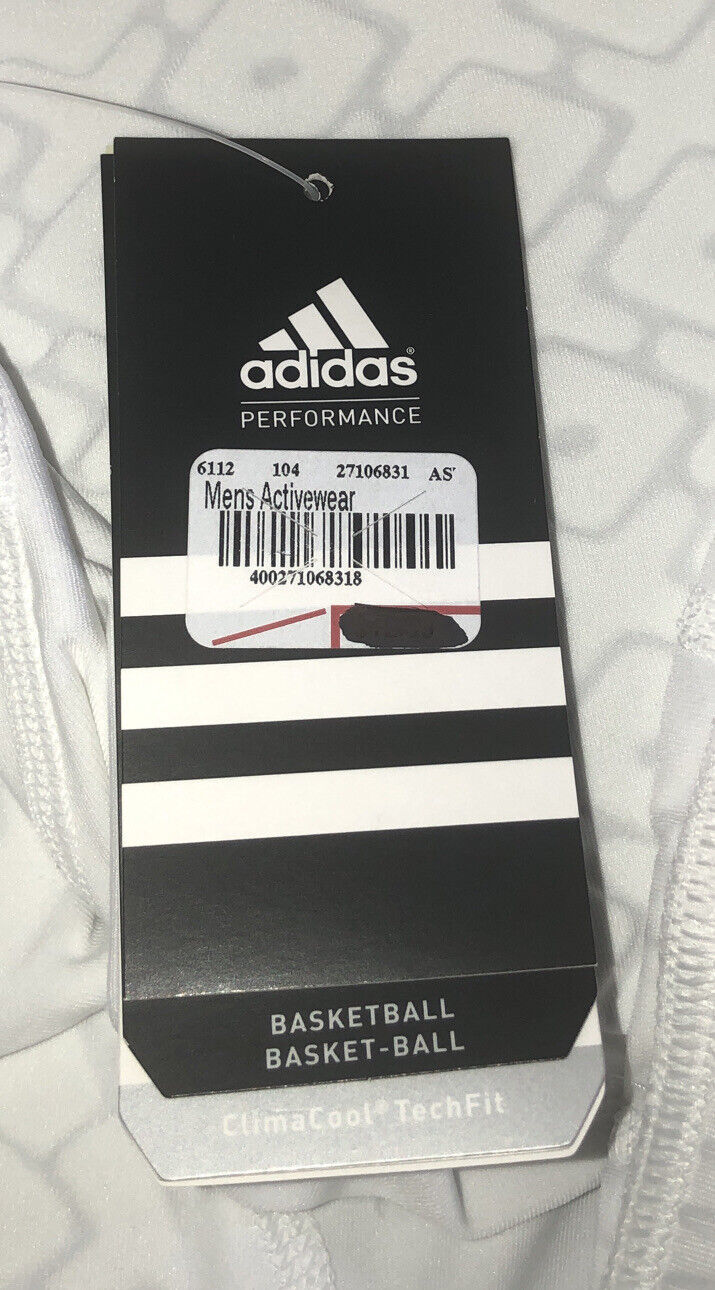 adidas®
PERFORMANCE
6112 104 27106831 AS'
Mens Activewear
400271068318
BASKETBALL
BASKET-BALL
ClimaCool® TechFit